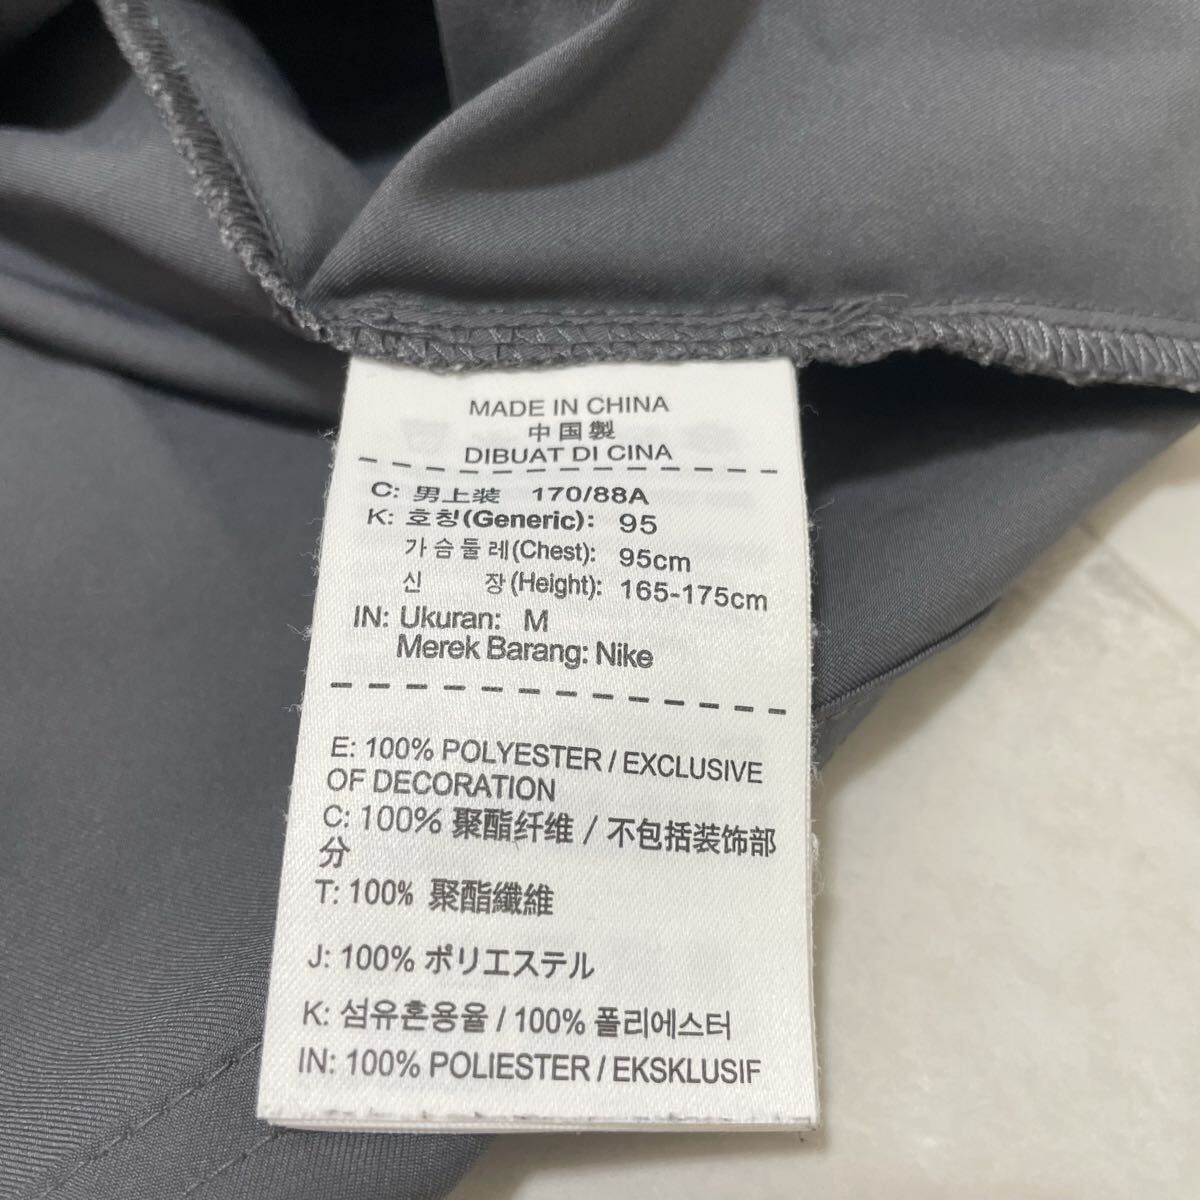 MADE IN CHINA
中国製
DIBUAT DI CINA
C: 男上装 170/88A
K: 호칭(Generic): 95
가슴둘레(Chest): 95cm
신 장(Height): 165-175cm
IN: Ukuran: M
Merek Barang: Nike
E: 100% POLYESTER / EXCLUSIVE
OF DECORATION
C: 100% 聚酯纤维 / 不包括装饰部
分
T: 100% 聚酯纖維
J: 100% ポリエステル
K: 섬유혼용율 / 100% 폴리에스터
IN: 100% POLIESTER / EKSKLUSIF